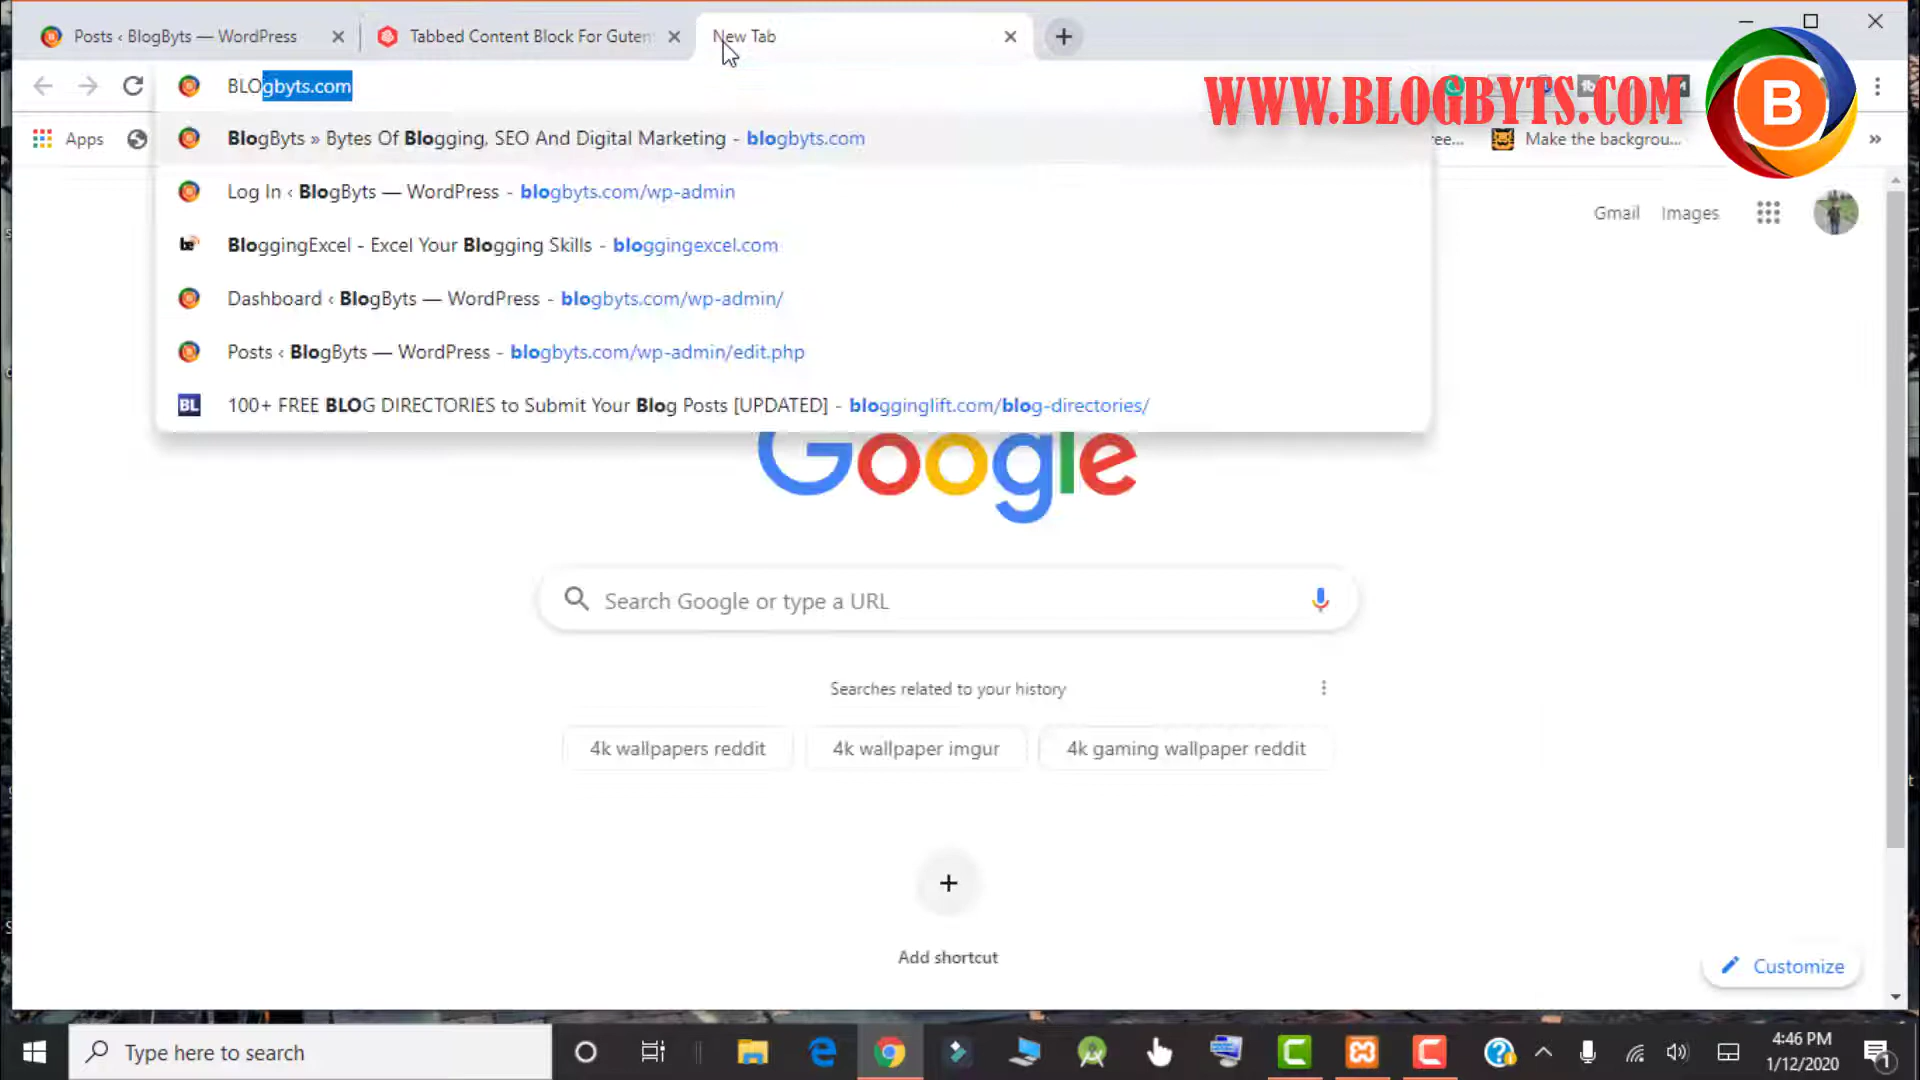 Posts ‹ BlogByts — WordPress
Tabbed Content Block For Guten
New Tab
BLOgbyts.com
WWW.BLOGBYTS.COM
B
Apps
BlogByts » Bytes Of Blogging, SEO And Digital Marketing - blogbyts.com
ree...
Make the backgrou...
»
Log In ‹ BlogByts — WordPress - blogbyts.com/wp-admin
Gmail
Images
be
BloggingExcel - Excel Your Blogging Skills - bloggingexcel.com
Dashboard ‹ BlogByts — WordPress - blogbyts.com/wp-admin/
Posts ‹ BlogByts — WordPress - blogbyts.com/wp-admin/edit.php
BL
100+ FREE BLOG DIRECTORIES to Submit Your Blog Posts [UPDATED] - blogginglift.com/blog-directories/
Google
Search Google or type a URL
Searches related to your history
4k wallpapers reddit
4k wallpaper imgur
4k gaming wallpaper reddit
Add shortcut
Customize
Type here to search
4:46 PM
1/12/2020
1